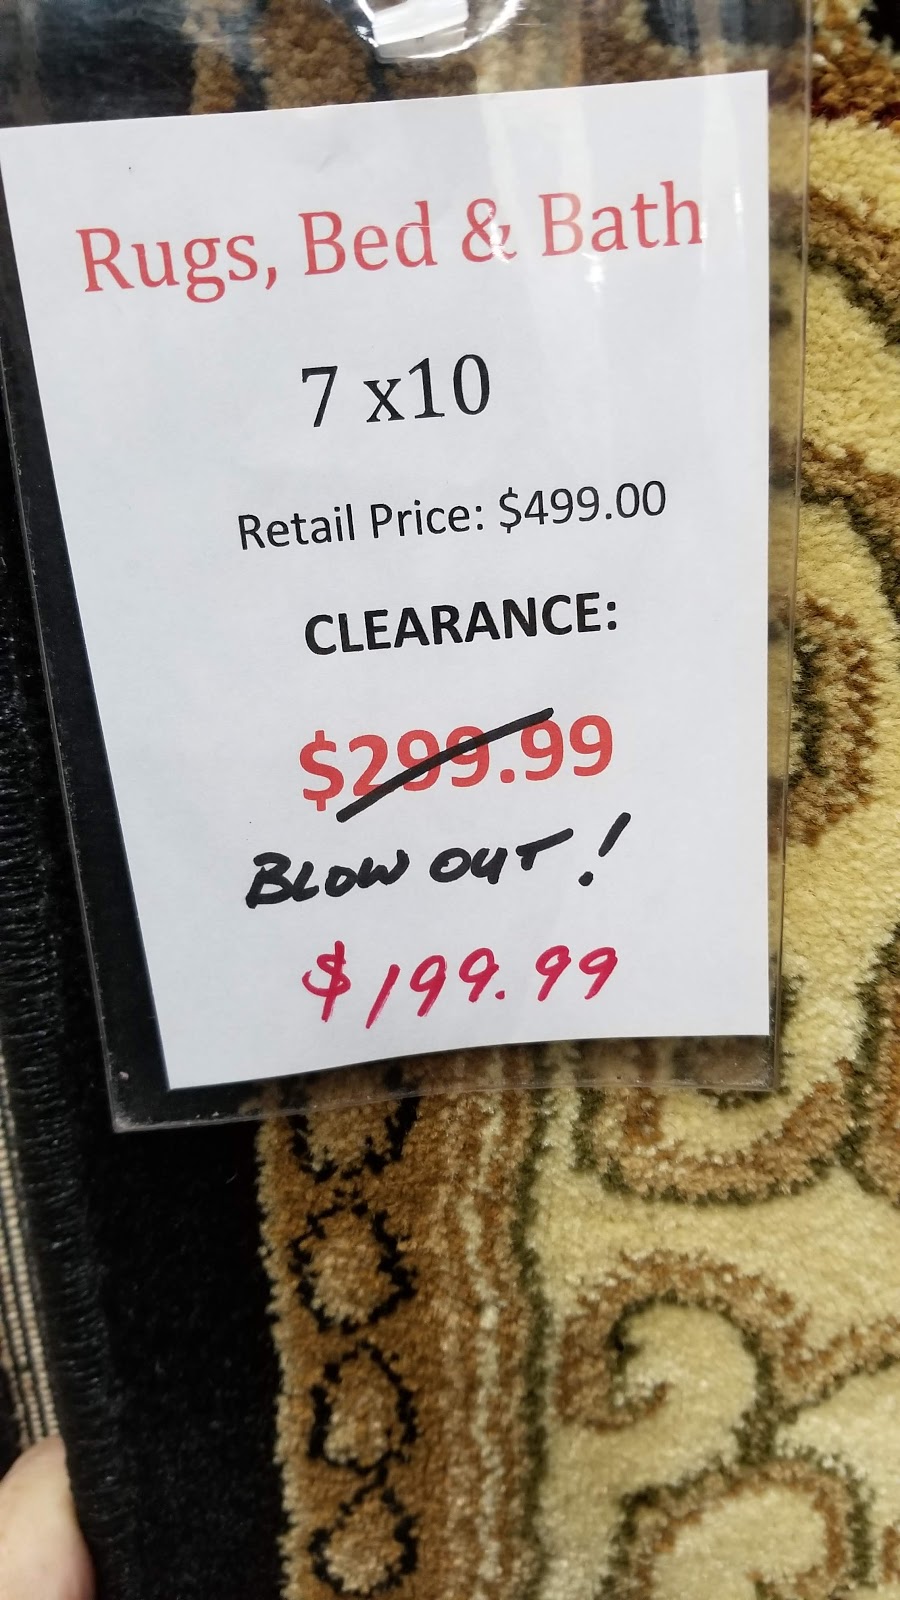 Rugs, Bed & Bath
7 x10
Retail Price: $499.00
CLEARANCE:
$299.99
BLOW OUT!
$199.99